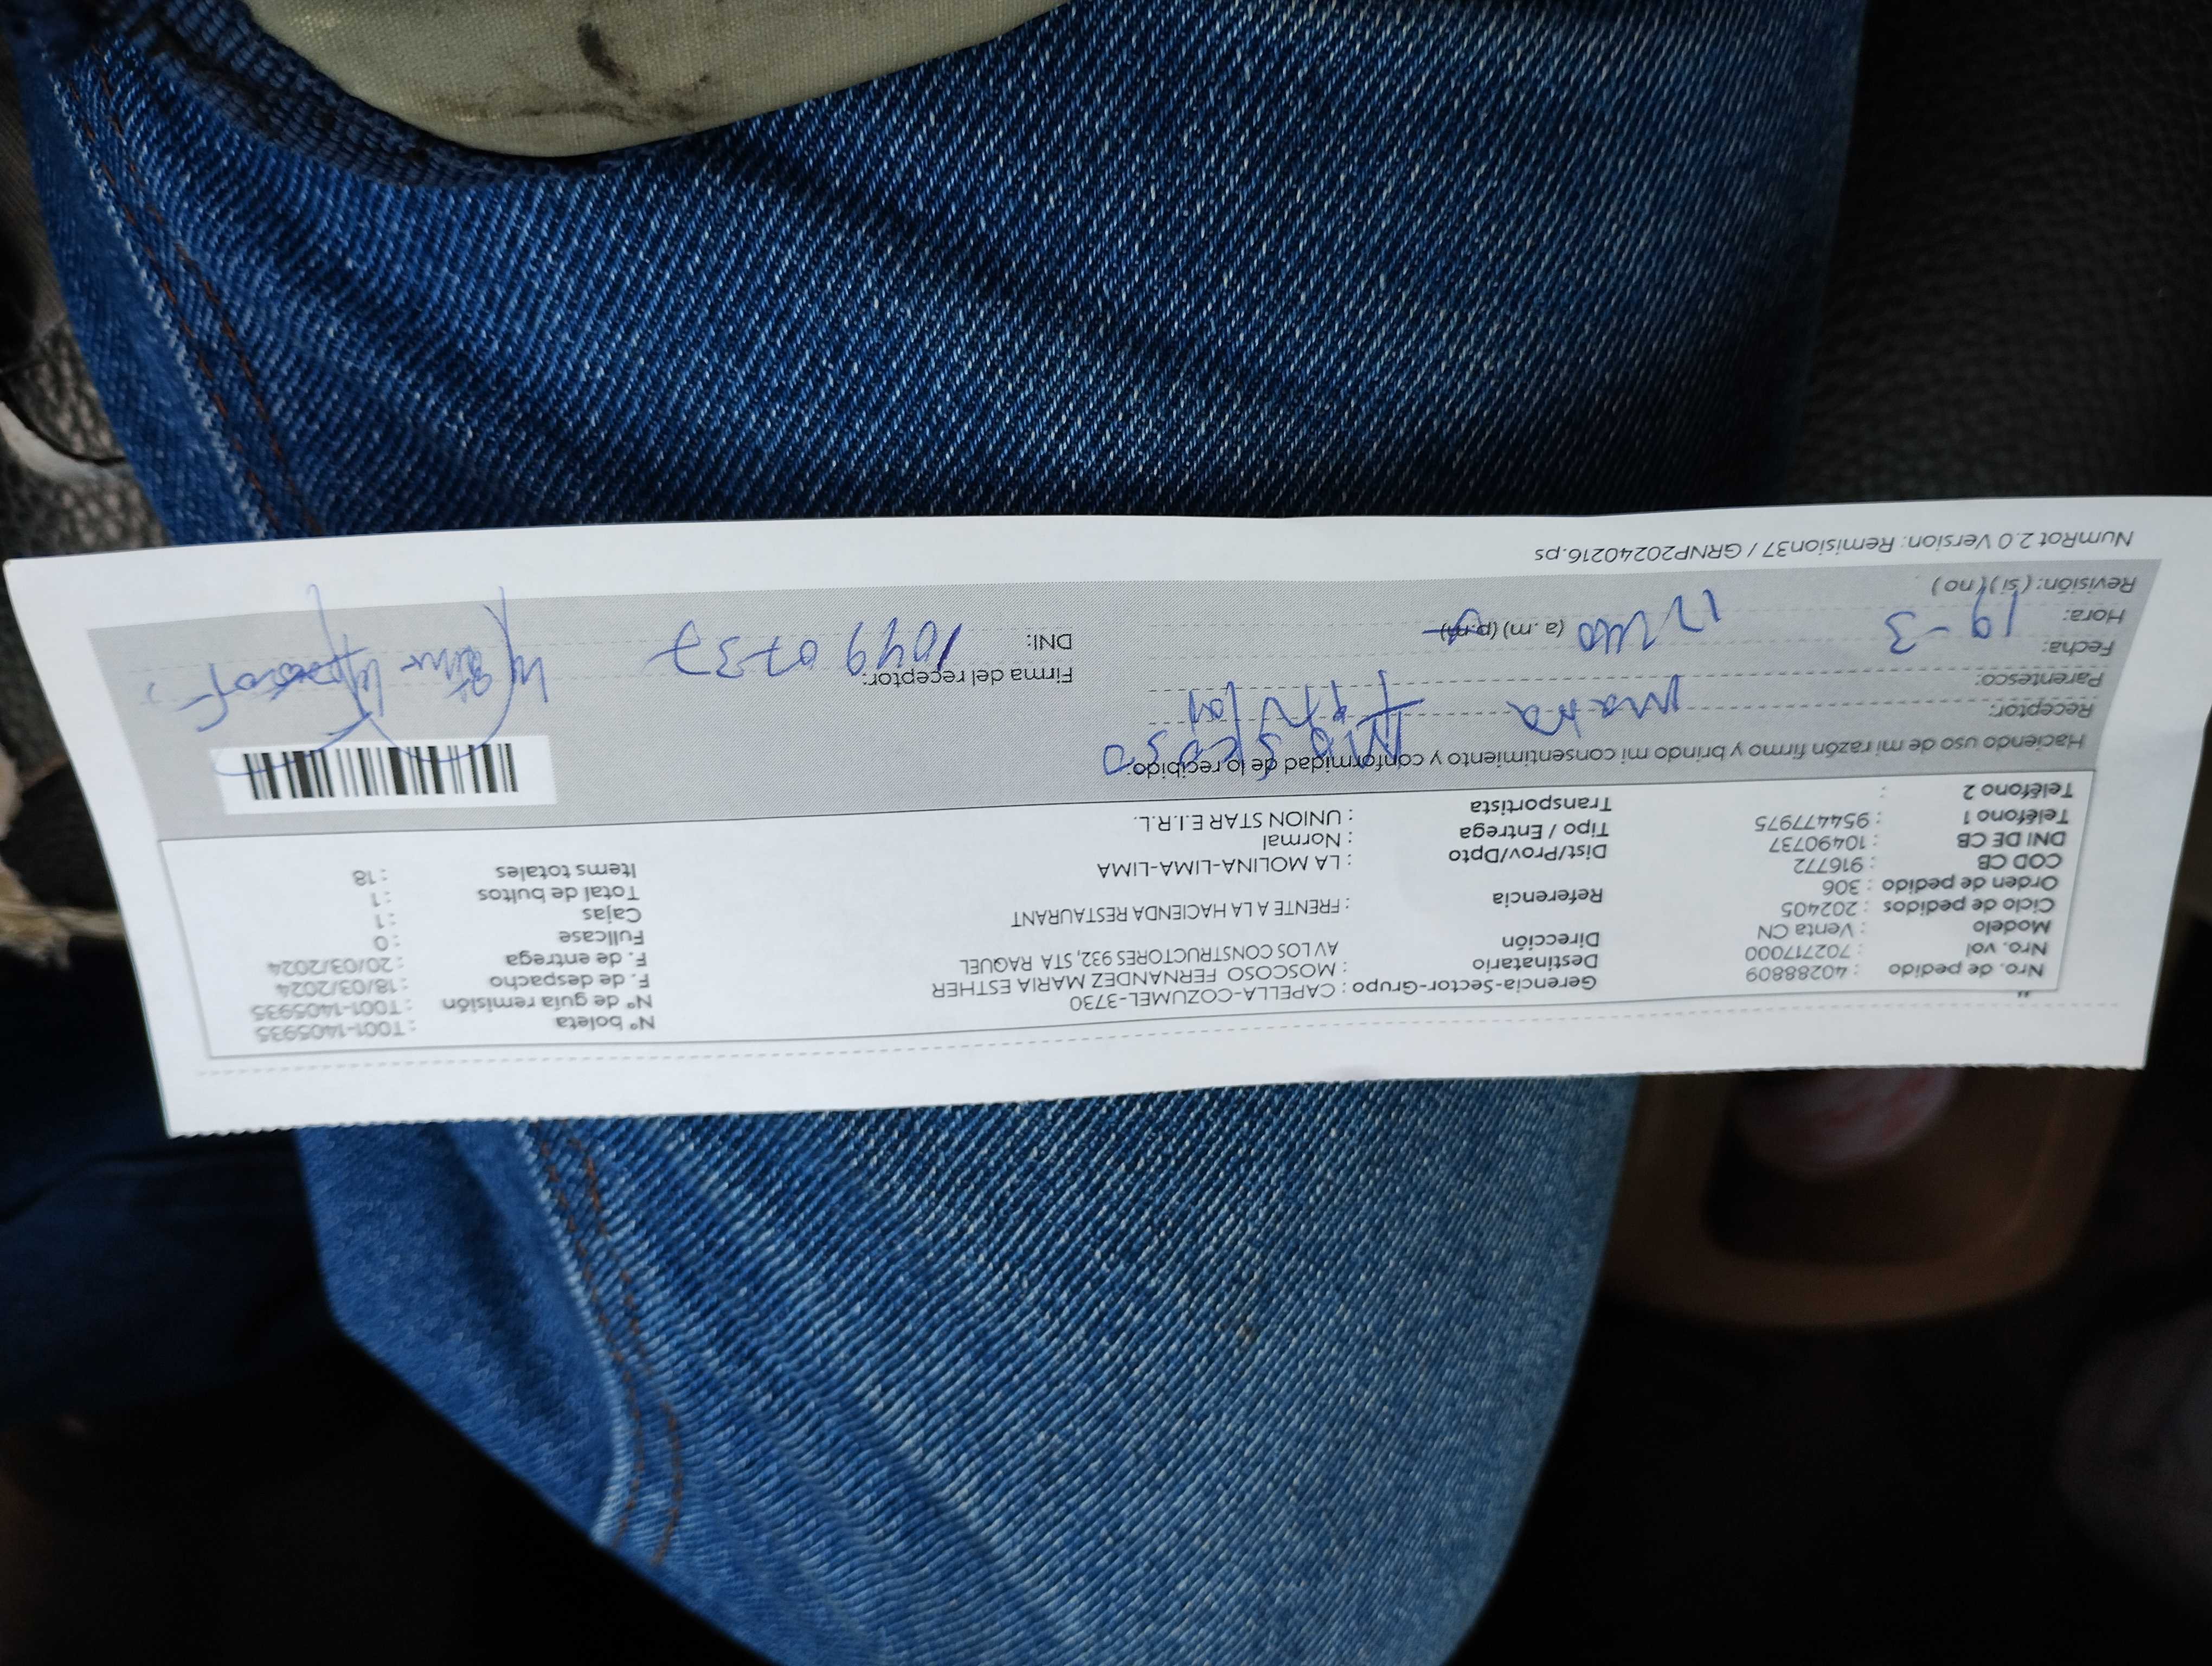 Nro. de pedido : 40288809
Nro. vol : 702717000
Modelo : Venta CN
Ciclo de pedidos : 202405
Orden de pedido : 306
COD CB : 916772
DNI DE CB : 10490737
Teléfono 1 : 954477975
Teléfono 2 :
Gerencia-Sector-Grupo : CAPELLA-COZUMEL-3730
Destinatario : MOSCOSO FERNANDEZ MARIA ESTHER
Dirección AV LOS CONSTRUCTORES 932, STA RAQUEL
Referencia : FRENTE A LA HACIENDA RESTAURANT
Dist/Prov/Dpto : LA MOLINA-LIMA-LIMA
Tipo / Entrega : Normal
Transportista : UNION STAR E.I.R.L.
Nº boleta : T001-1405935
Nº de guía remisión : T001-1405935
F. de despacho : 18/03/2024
F. de entrega : 20/03/2024
Fullcase : 0
Cajas : 1
Total de bultos : 1
Items totales : 18
Haciendo uso de mi razón firmo y brindo mi consentimiento y conformidad de lo recibido:
Moscoso
Receptor: Maria
Parentesco: Titular
Fecha: 19-3
Hora: (a.m) (p.m)
Revisión: (si) (no)
Firma del receptor:
DNI: 10490737
NumRot 2.0 Version: Remision37 / GRNP20240216.ps